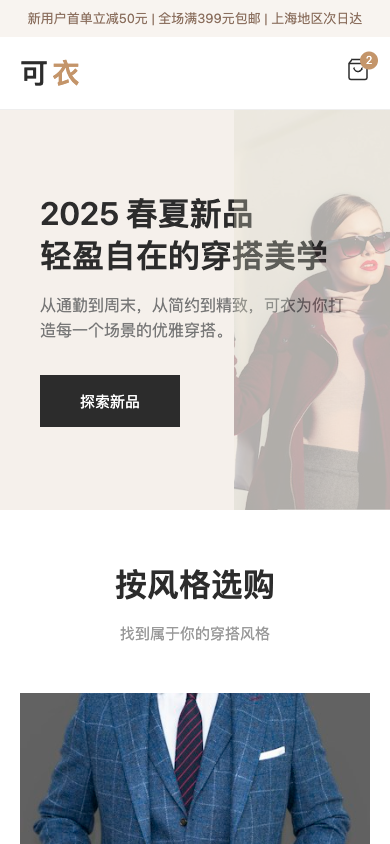 新用户首单立减50元 | 全场满399元包邮 | 上海地区次日达
可衣
2
2025 春夏新品
轻盈自在的穿搭美学
从通勤到周末，从简约到精致，可衣为你打
造每一个场景的优雅穿搭。
探索新品
按风格选购
找到属于你的穿搭风格